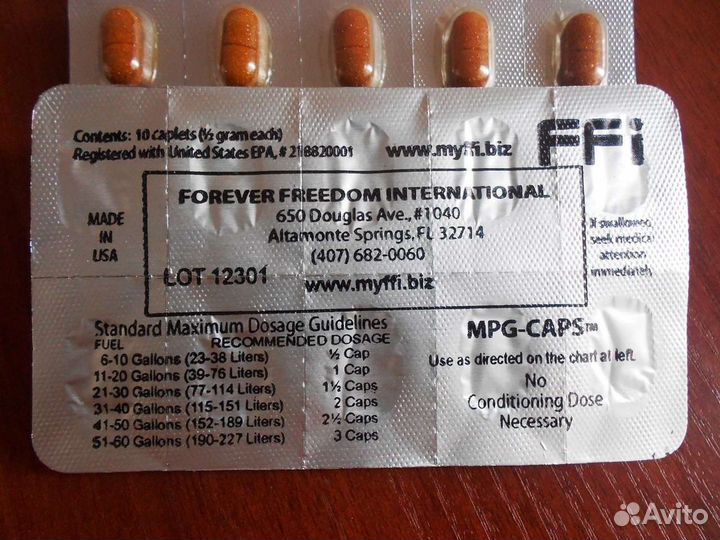 Contents: 10 caplets (½ gram each)
Registered with United States EPA, # 218820001
www.myffi.biz
FFi
FOREVER FREEDOM INTERNATIONAL
650 Douglas Ave., #1040
Altamonte Springs, FL 32714
(407) 682-0060
LOT 12301
www.myffi.biz
MADE
IN
USA
If swallowed,
seek medical
attention
immediately
Standard Maximum Dosage Guidelines
FUEL RECOMMENDED DOSAGE
6-10 Gallons (23-38 Liters) ½ Cap
11-20 Gallons (39-76 Liters) 1 Cap
21-30 Gallons (77-114 Liters) 1½ Caps
31-40 Gallons (115-151 Liters) 2 Caps
41-50 Gallons (152-189 Liters) 2½ Caps
51-60 Gallons (190-227 Liters) 3 Caps
MPG-CAPS™
Use as directed on the chart at left.
No
Conditioning Dose
Necessary
Avito